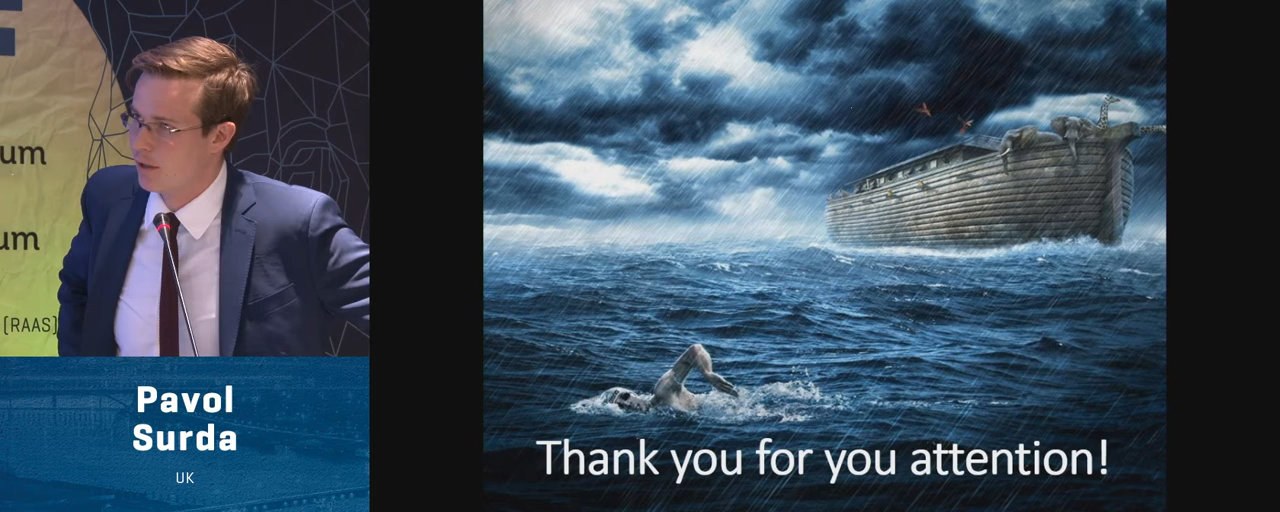 um
um
(RAAS)
Pavol
Surda
UK
Thank you for you attention!